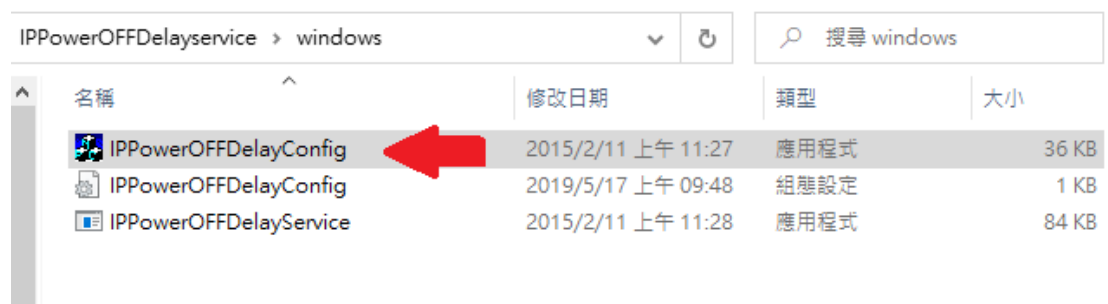 IPPowerOFFDelayservice > windows
搜尋 windows
名稱 修改日期 類型 大小
IPPowerOFFDelayConfig 2015/2/11 上午 11:27 應用程式 36 KB
IPPowerOFFDelayConfig 2019/5/17 上午 09:48 組態設定 1 KB
IPPowerOFFDelayService 2015/2/11 上午 11:28 應用程式 84 KB